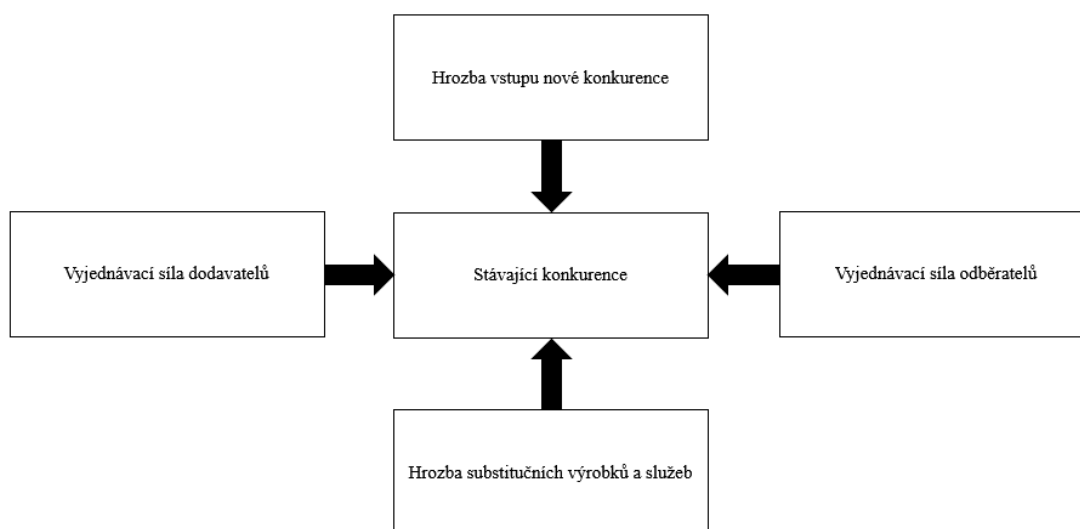 Hrozba vstupu nové konkurence
Vyjednávací síla dodavatelů
Stávající konkurence
Vyjednávací síla odběratelů
Hrozba substitučních výrobků a služeb